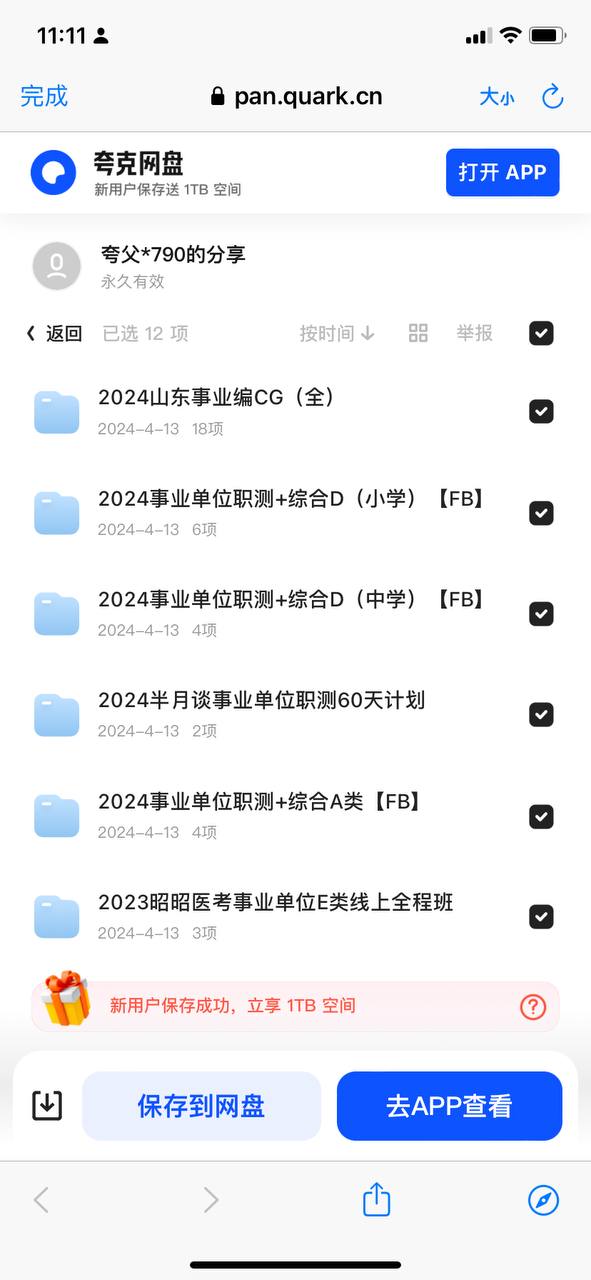 11:11
完成
pan.quark.cn
大小
夸克网盘
新用户保存送 1TB 空间
打开 APP
夸父*790的分享
永久有效
返回 已选 12 项 按时间 举报
2024山东事业编CG（全）
2024-4-13 18项
2024事业单位职测+综合D（小学）【FB】
2024-4-13 6项
2024事业单位职测+综合D（中学）【FB】
2024-4-13 4项
2024半月谈事业单位职测60天计划
2024-4-13 2项
2024事业单位职测+综合A类【FB】
2024-4-13 4项
2023昭昭医考事业单位E类线上全程班
2024-4-13 3项
新用户保存成功，立享 1TB 空间
保存到网盘
去APP查看